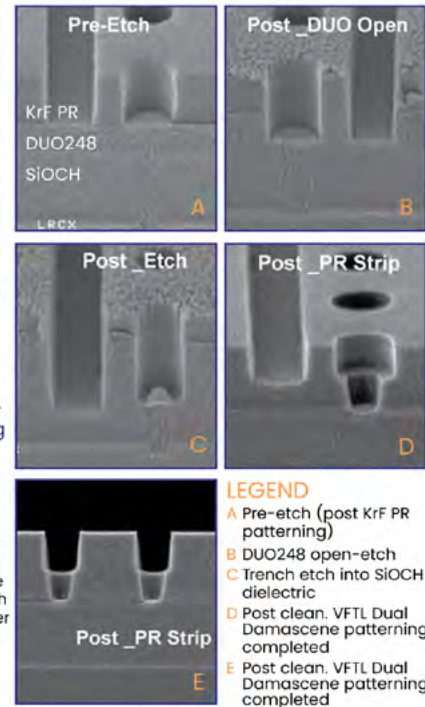 Pre-Etch
KrF PR
DUO248
SiOCH
LRCX
A
Post _DUO Open
B
Post _Etch
C
Post _PR Strip
D
Post _PR Strip
E
LEGEND
A Pre-etch (post KrF PR
patterning)
B DUO248 open-etch
C Trench etch into SiOCH
dielectric
D Post clean. VFTL Dual
Damascene patterning
completed
E Post clean. VFTL Dual
Damascene patterning
completed